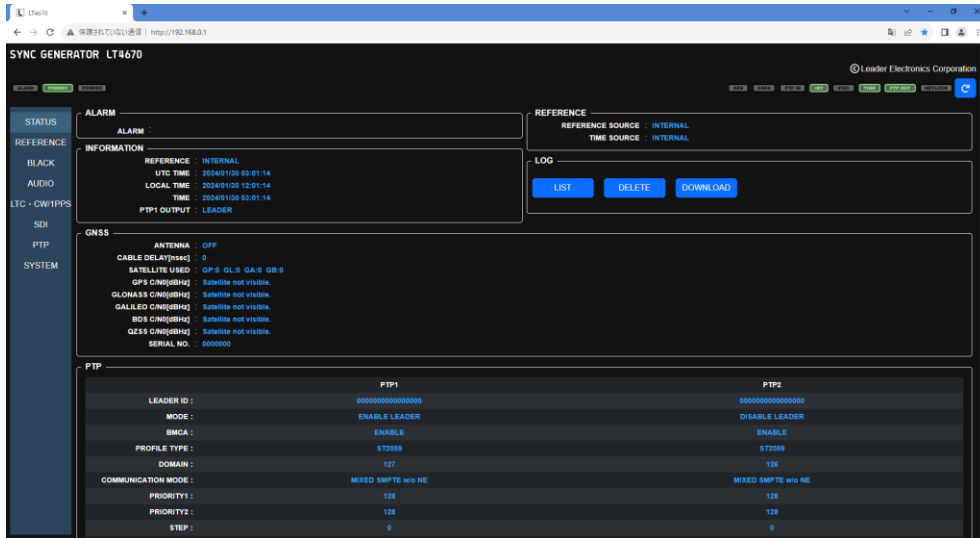 LT4670
保護されていない通信 | http://192.168.0.1
SYNC GENERATOR LT4670
©Leader Electronics Corporation
ALARM POWER1 POWER2
GNSS PTP IN INT STAT TIME PTP OUT KEYLOCK
STATUS
REFERENCE
BLACK
AUDIO
LTC・CW/1PPS
SDI
PTP
SYSTEM
ALARM
ALARM :
INFORMATION
REFERENCE : INTERNAL
UTC TIME : 2024/01/30 03:01:14
LOCAL TIME : 2024/01/30 12:01:14
TIME : 2024/01/30 03:01:14
PTP1 OUTPUT : LEADER
REFERENCE
REFERENCE SOURCE : INTERNAL
TIME SOURCE : INTERNAL
LOG
LIST DELETE DOWNLOAD
GNSS
ANTENNA : OFF
CABLE DELAY[nsec] : 0
SATELLITE USED : GP:0 GL:0 GA:0 GB:0
GPS C/N0[dBHz] : Satellite not visible.
GLONASS C/N0[dBHz] : Satellite not visible.
GALILEO C/N0[dBHz] : Satellite not visible.
BDS C/N0[dBHz] : Satellite not visible.
QZSS C/N0[dBHz] : Satellite not visible.
SERIAL NO. : 0000000
PTP
PTP1 PTP2
LEADER ID : 0000000000000000 0000000000000000
MODE : ENABLE LEADER DISABLE LEADER
BMCA : ENABLE ENABLE
PROFILE TYPE : ST2059 ST2059
DOMAIN : 127 126
COMMUNICATION MODE : MIXED SMPTE w/o NE MIXED SMPTE w/o NE
PRIORITY1 : 128 128
PRIORITY2 : 128 128
STEP : 0 0